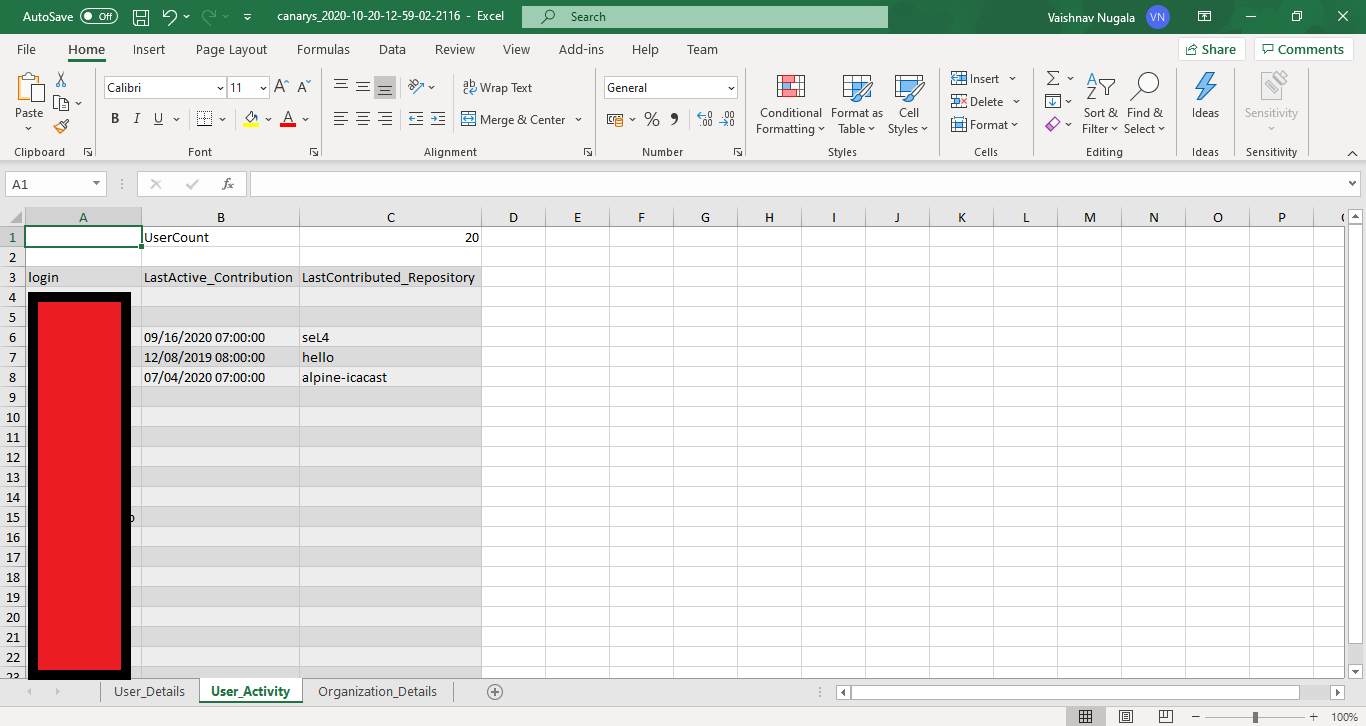 AutoSave Off canarys_2020-10-20-12-59-02-2116 - Excel Search Vaishnav Nugala VN
File Home Insert Page Layout Formulas Data Review View Add-ins Help Team Share Comments
Calibri 11 A A Wrap Text General Insert
Paste B I U A Merge & Center % Conditional Formatting Format as Table Cell Styles Delete Format Sort & Filter Find & Select Ideas Sensitivity
Clipboard Font Alignment Number Styles Cells Editing Ideas Sensitivity
A1 fx
A B C D E F G H I J K L M N O P
1 UserCount 20
2
3 login LastActive_Contribution LastContributed_Repository
4
5
6 09/16/2020 07:00:00 seL4
7 12/08/2019 08:00:00 hello
8 07/04/2020 07:00:00 alpine-icacast
9
10
11
12
13
14
15
16
17
18
19
20
21
22
23
User_Details User_Activity Organization_Details
100%